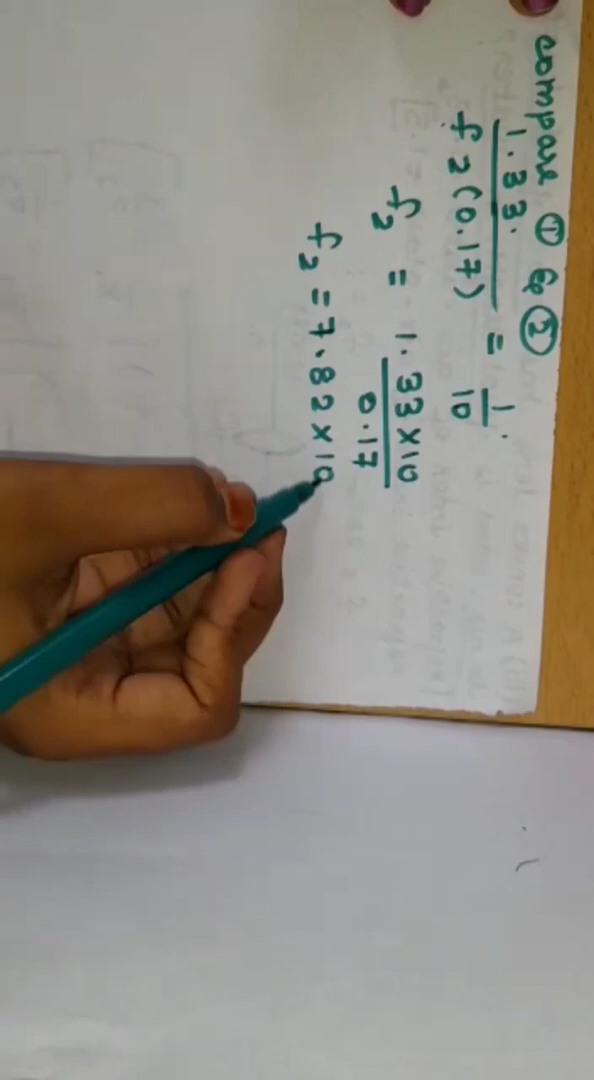 compare ① & ②
1.33. / f2(0.17) = 1/10.
f2 = 1.33×10 / 0.17
f2 = 7.82×10